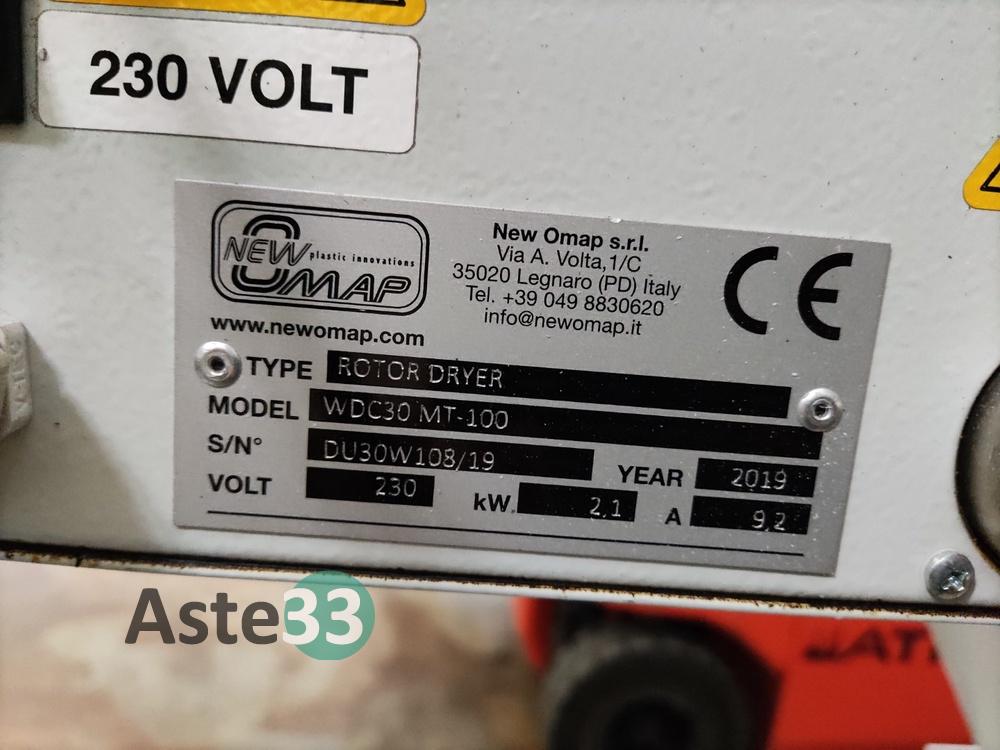 230 VOLT
NEW plastic innovations
OMAP
www.newomap.com
New Omap s.r.l.
Via A. Volta,1/C
35020 Legnaro (PD) Italy
Tel. +39 049 8830620
info@newomap.it
CE
TYPE ROTOR DRYER
MODEL WDC30 MT-100
S/N° DU30W108/19
YEAR 2019
VOLT 230
kW. 2,1
A 9,2
Aste33